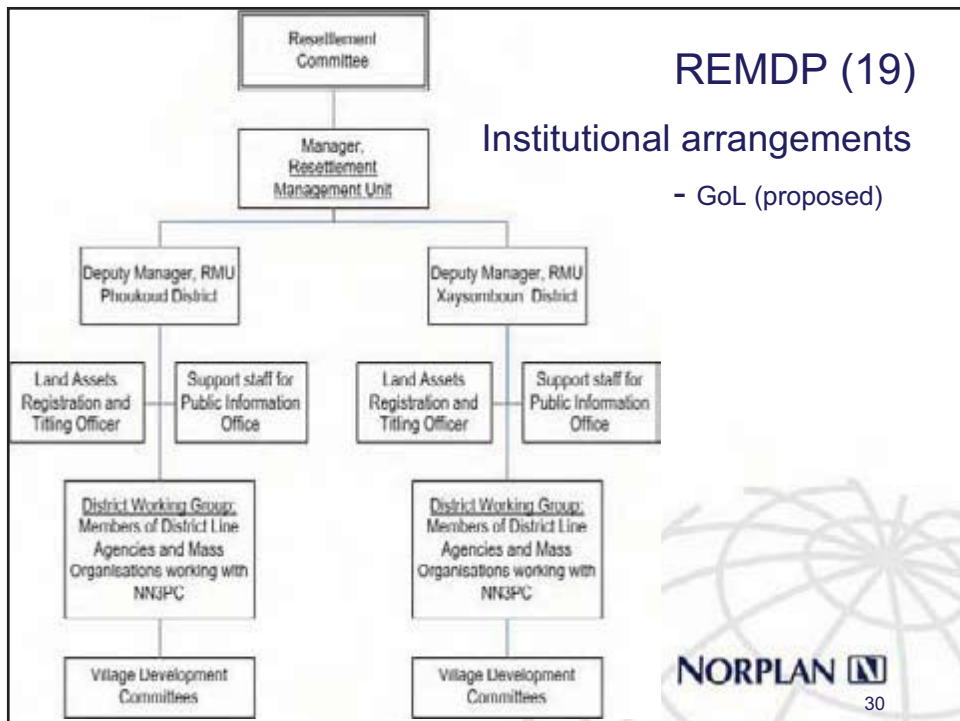 Resettlement
Committee
REMDP (19)
Institutional arrangements
- GoL (proposed)
Manager,
Resettlement
Management Unit
Deputy Manager, RMU
Phoukoud District
Deputy Manager, RMU
Xaysomboun District
Land Assets
Registration and
Titling Officer
Support staff for
Public Information
Office
Land Assets
Registration and
Titling Officer
Support staff for
Public Information
Office
District Working Group:
Members of District Line
Agencies and Mass
Organisations working with
NN3PC
District Working Group:
Members of District Line
Agencies and Mass
Organisations working with
NN3PC
Village Development
Committees
Village Development
Committees
NORPLAN N
30